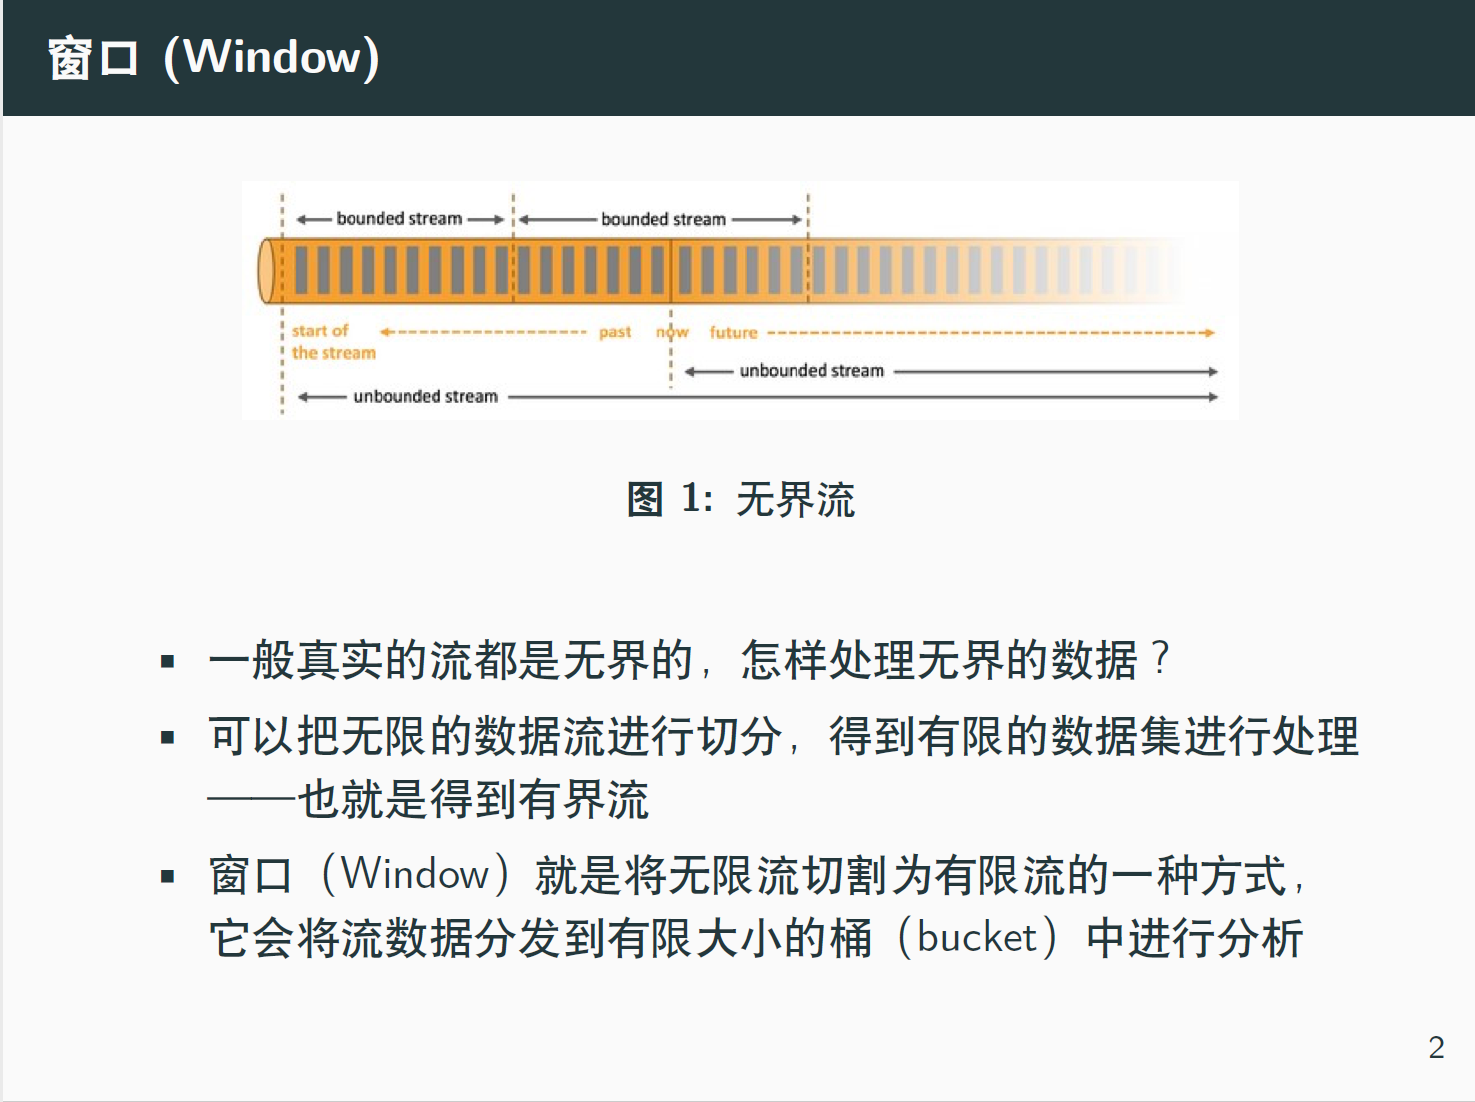 窗口 (Window)
bounded stream bounded stream
start of past now future
the stream
unbounded stream
unbounded stream
图 1: 无界流
一般真实的流都是无界的，怎样处理无界的数据？
可以把无限的数据流进行切分，得到有限的数据集进行处理
——也就是得到有界流
窗口（Window）就是将无限流切割为有限流的一种方式，
它会将流数据分发到有限大小的桶（bucket）中进行分析
2